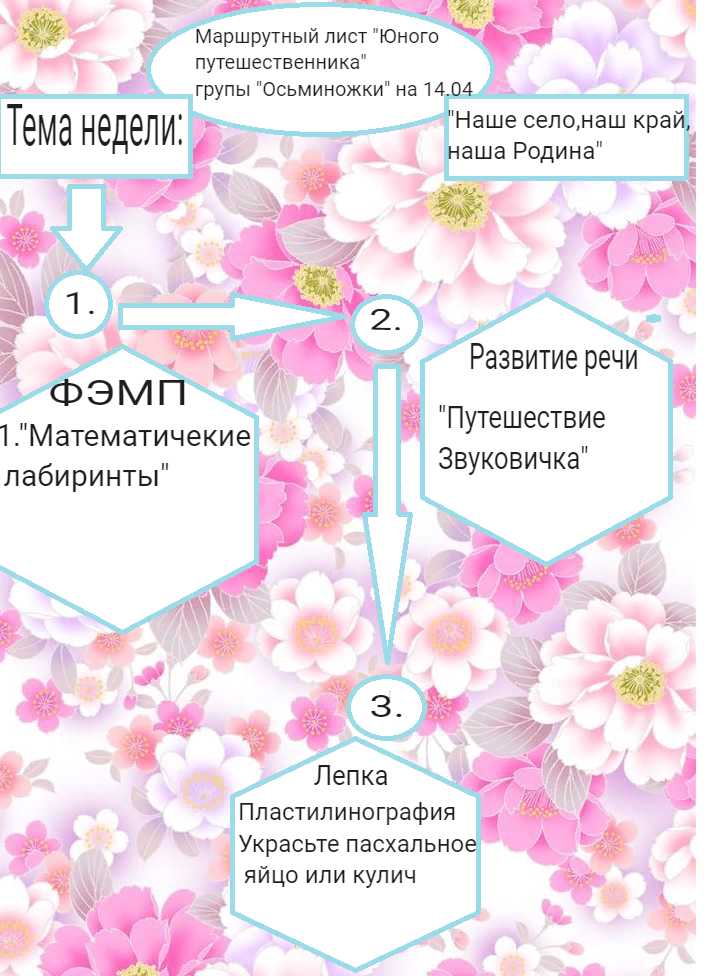 Маршрутный лист "Юного
путешественника"
групы "Осьминожки" на 14.04
Тема недели:
"Наше село,наш край,
наша Родина"
1.
2.
ФЭМП
1."Математичекие
лабиринты"
Развитие речи
"Путешествие
Звуковичка"
3.
Лепка
Пластилинография
Украсьте пасхальное
яйцо или кулич